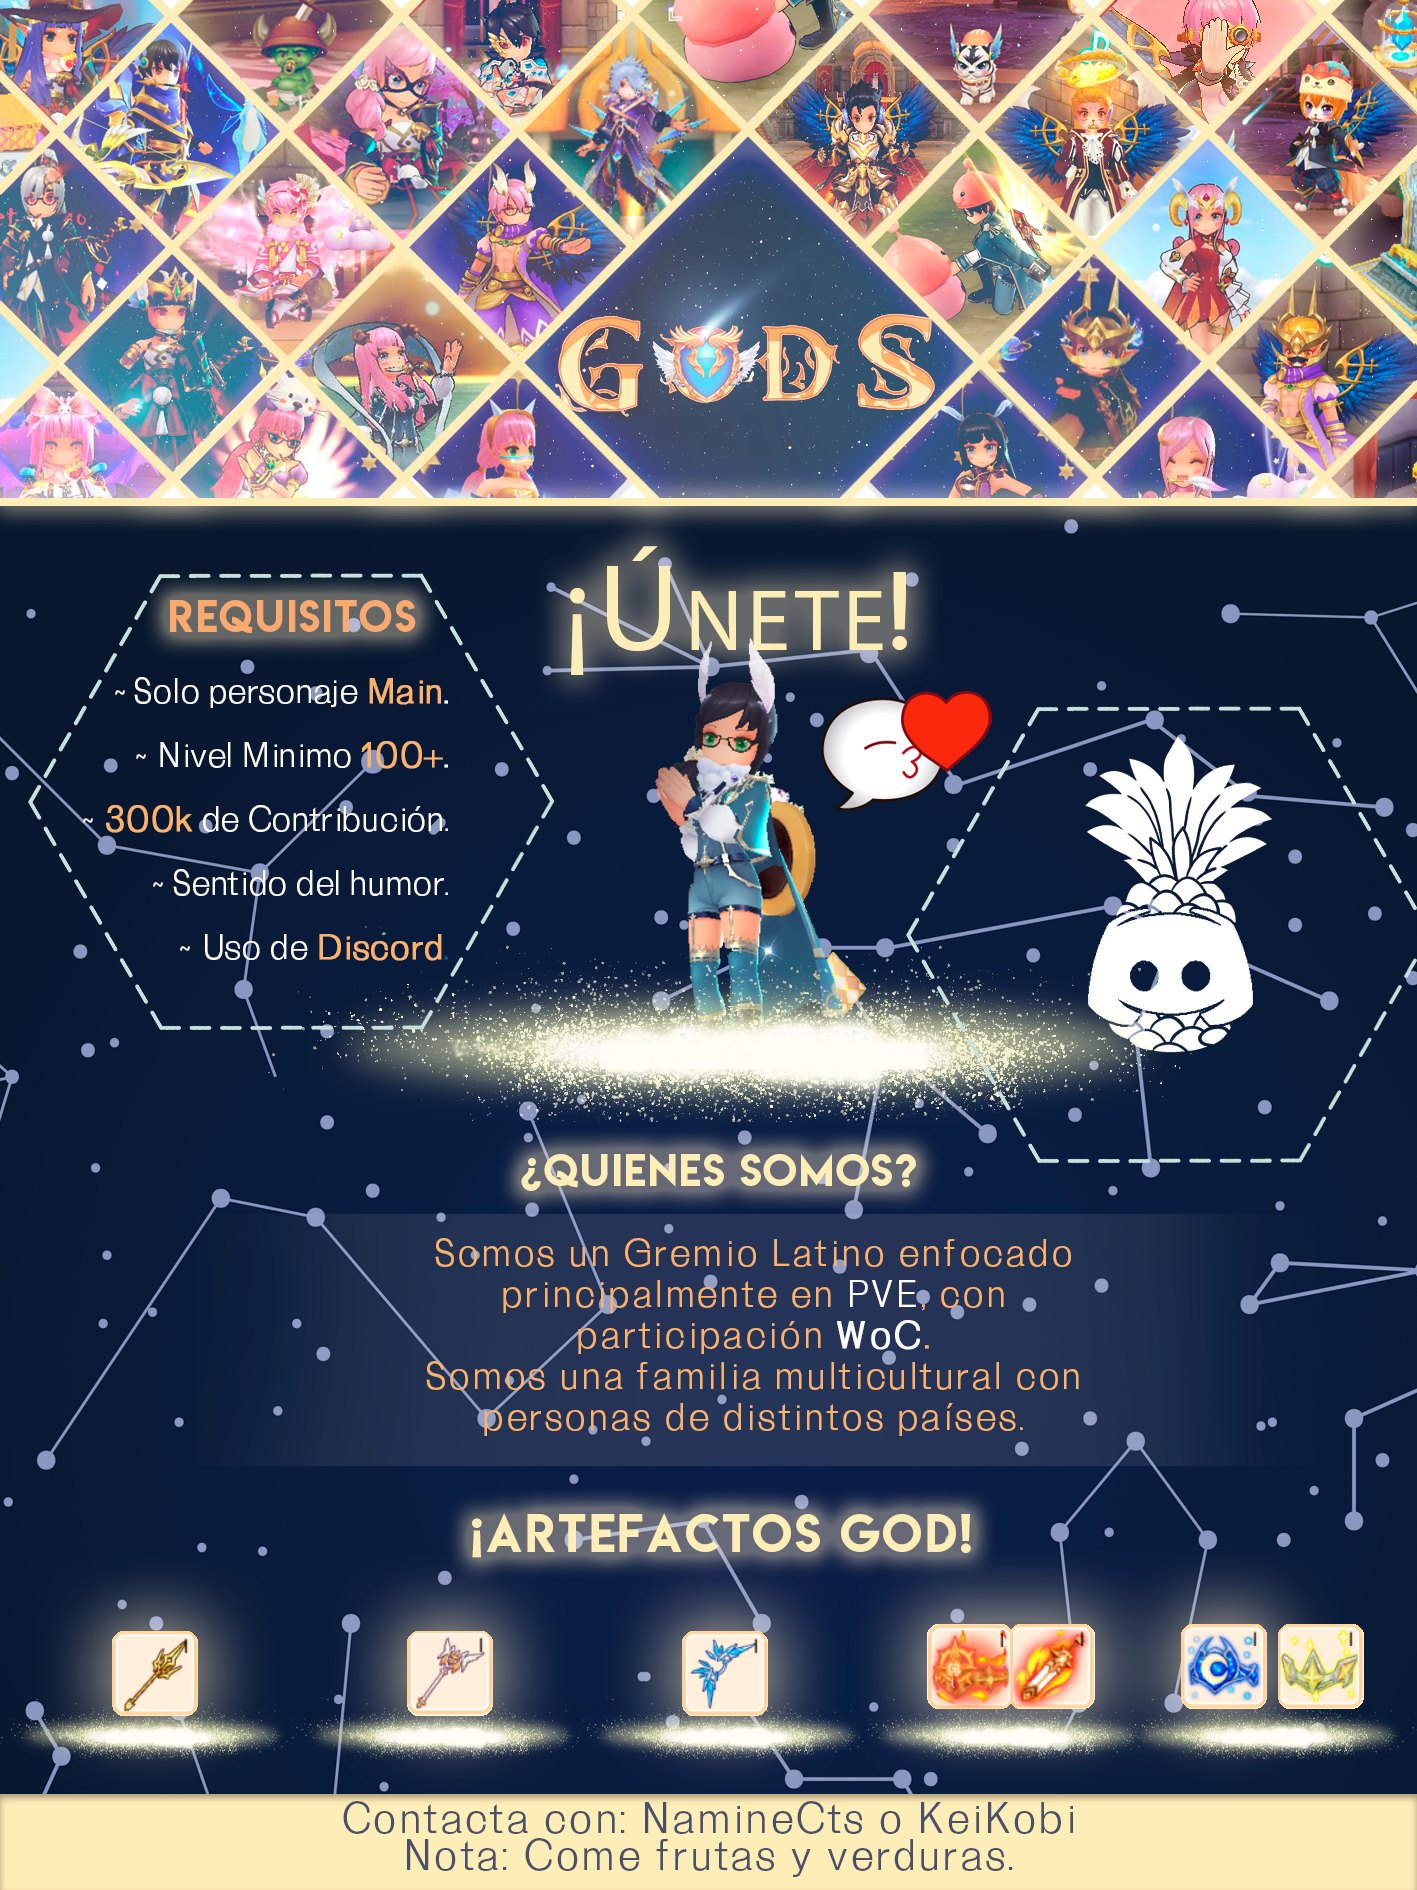 GODS
¡ÚNETE!
REQUISITOS
~ Solo personaje Main.
~ Nivel Minimo 100+.
~ 300k de Contribución.
~ Sentido del humor.
~ Uso de Discord.
¿QUIENES SOMOS?
Somos un Gremio Latino enfocado
principalmente en PVE, con
participación WoC.
Somos una familia multicultural con
personas de distintos países.
¡ARTEFACTOS GOD!
I I I I I I I
Contacta con: NamineCts o KeiKobi
Nota: Come frutas y verduras.